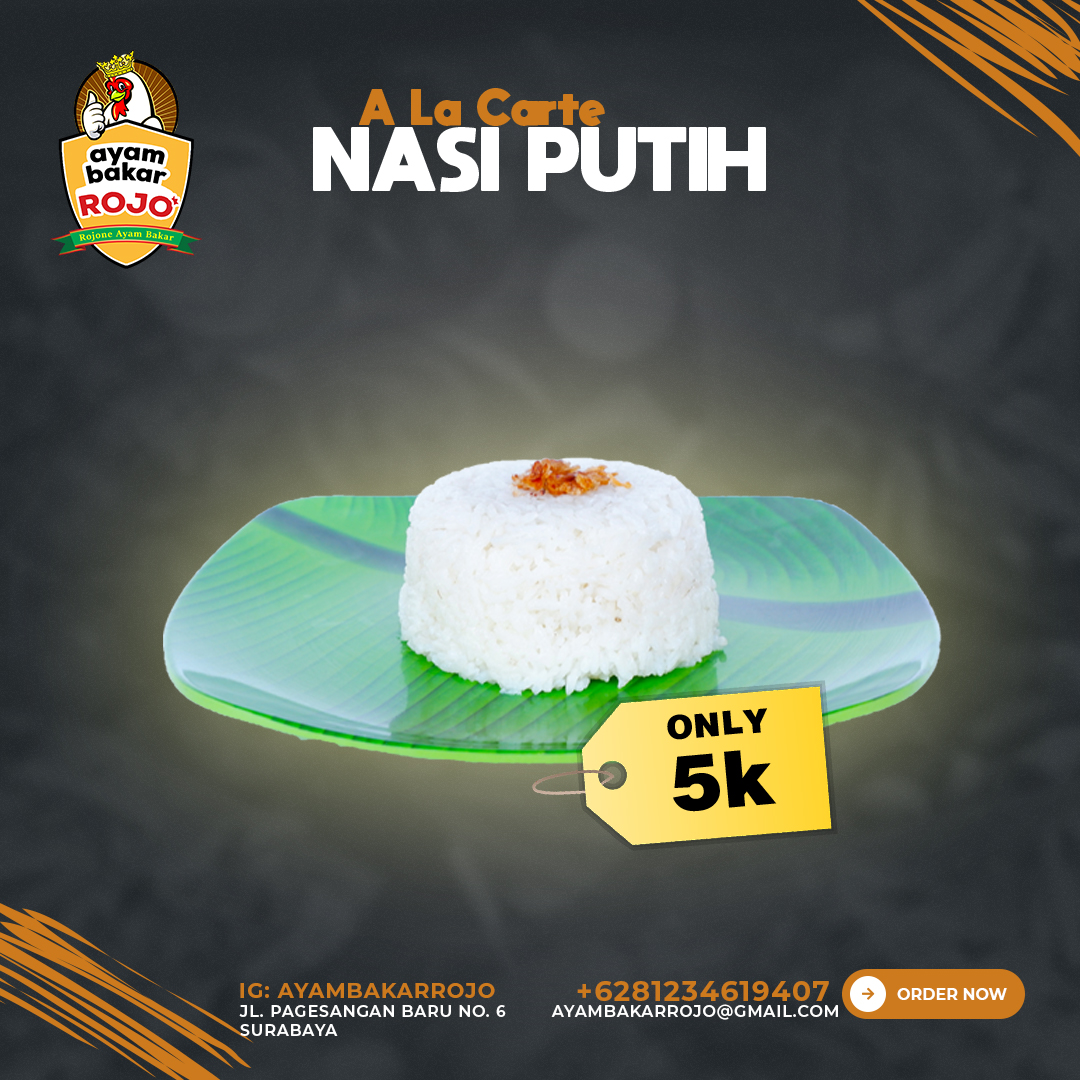 ayam
bakar
ROJO
Rojone Ayam Bakar
A La Carte
NASI PUTIH
ONLY
5k
IG: AYAMBAKARROJO
JL. PAGESANGAN BARU NO. 6
SURABAYA
+6281234619407
AYAMBAKARROJO@GMAIL.COM
ORDER NOW